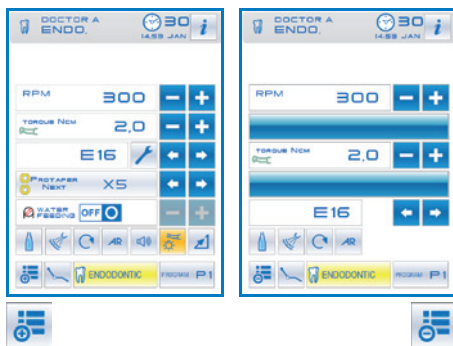 DOCTOR A
ENDO.
30
14.53 JAN
i
RPM 300 − +
TORQUE NCM 2,0 − +
E16
PROTAPER NEXT X5
WATER FEEDING OFF O − +
AR
ENDODONTIC PROGRAM P1
DOCTOR A
ENDO.
30
14.53 JAN
i
RPM 300 − +
TORQUE NCM 2,0 − +
E16
AR
ENDODONTIC PROGRAM P1